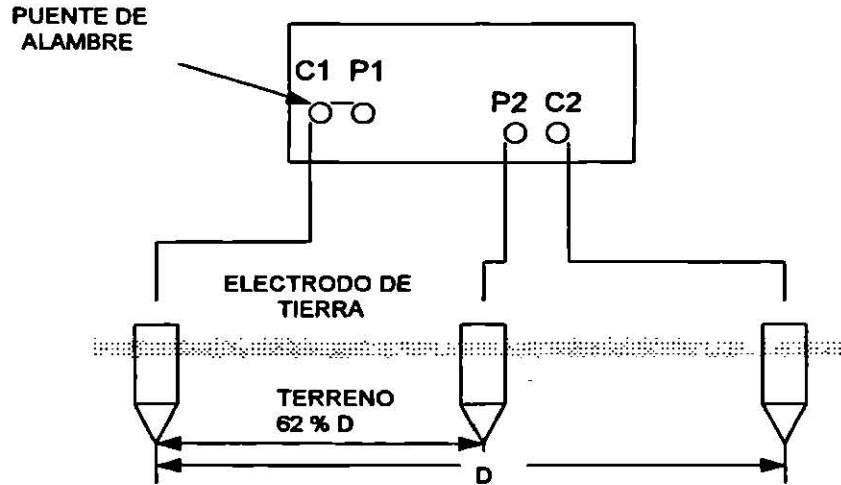 PUENTE DE
ALAMBRE
C1 P1
P2 C2
ELECTRODO DE
TIERRA
TERRENO
62 % D
D